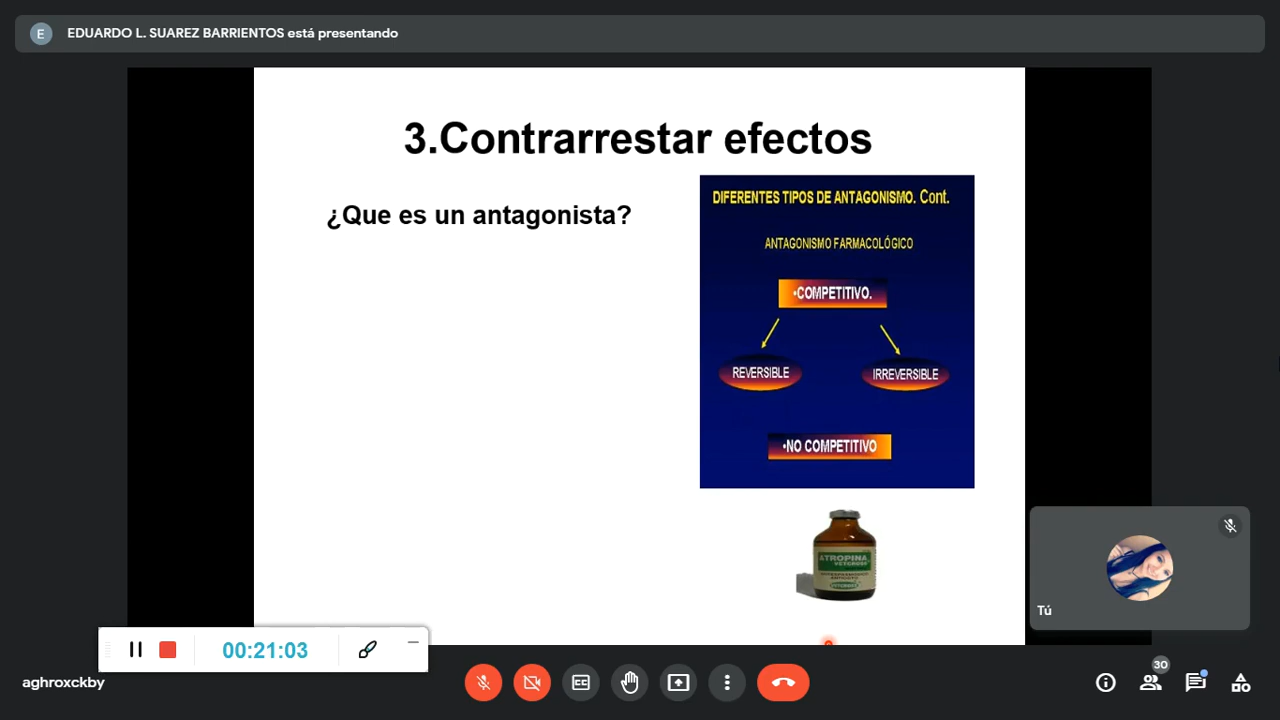 E
EDUARDO L. SUAREZ BARRIENTOS está presentando
3.Contrarrestar efectos
¿Que es un antagonista?
DIFERENTES TIPOS DE ANTAGONISMO. Cont.
ANTAGONISMO FARMACOLÓGICO
•COMPETITIVO.
REVERSIBLE
IRREVERSIBLE
•NO COMPETITIVO
ATROPINA
Tú
00:21:03
aghroxckby
CC
30